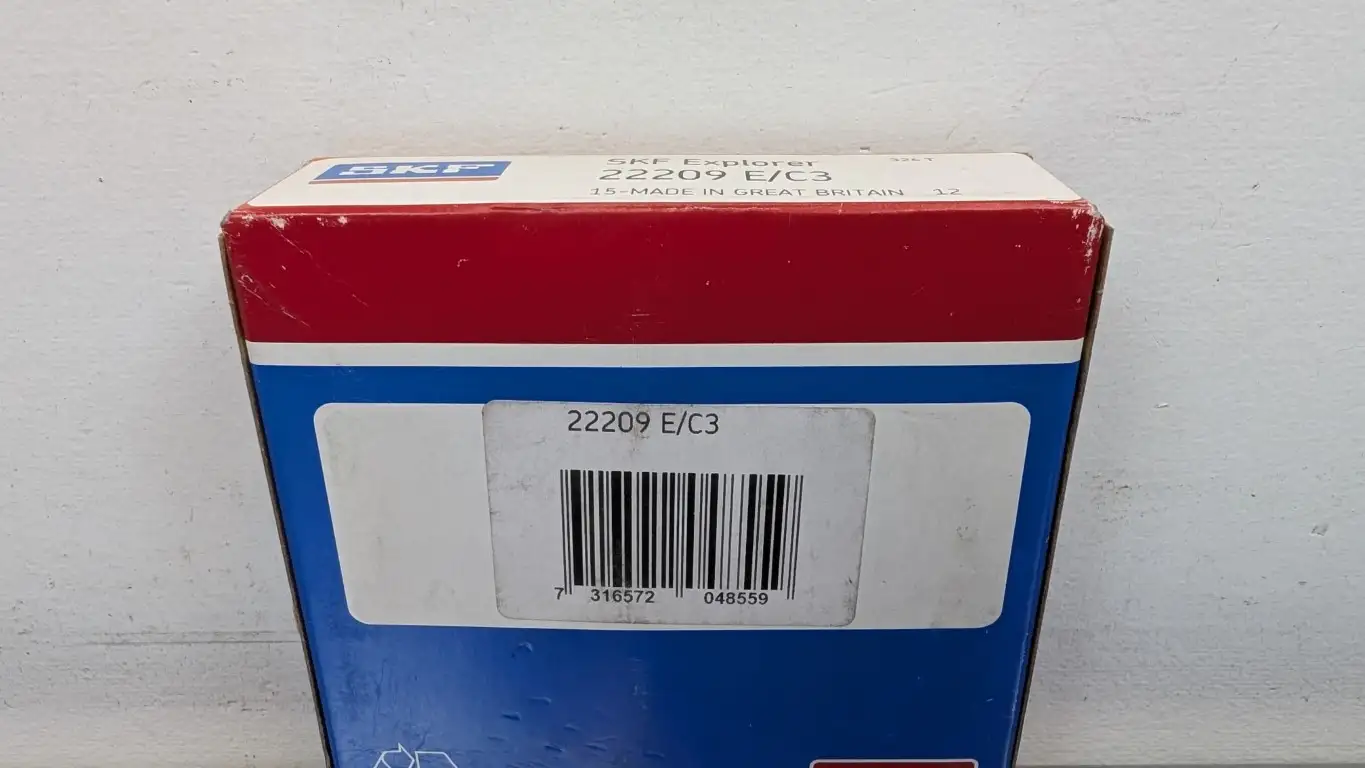 SKF
SKF Explorer
22209 E/C3
15-MADE IN GREAT BRITAIN 12
22209 E/C3
7 316572 048559